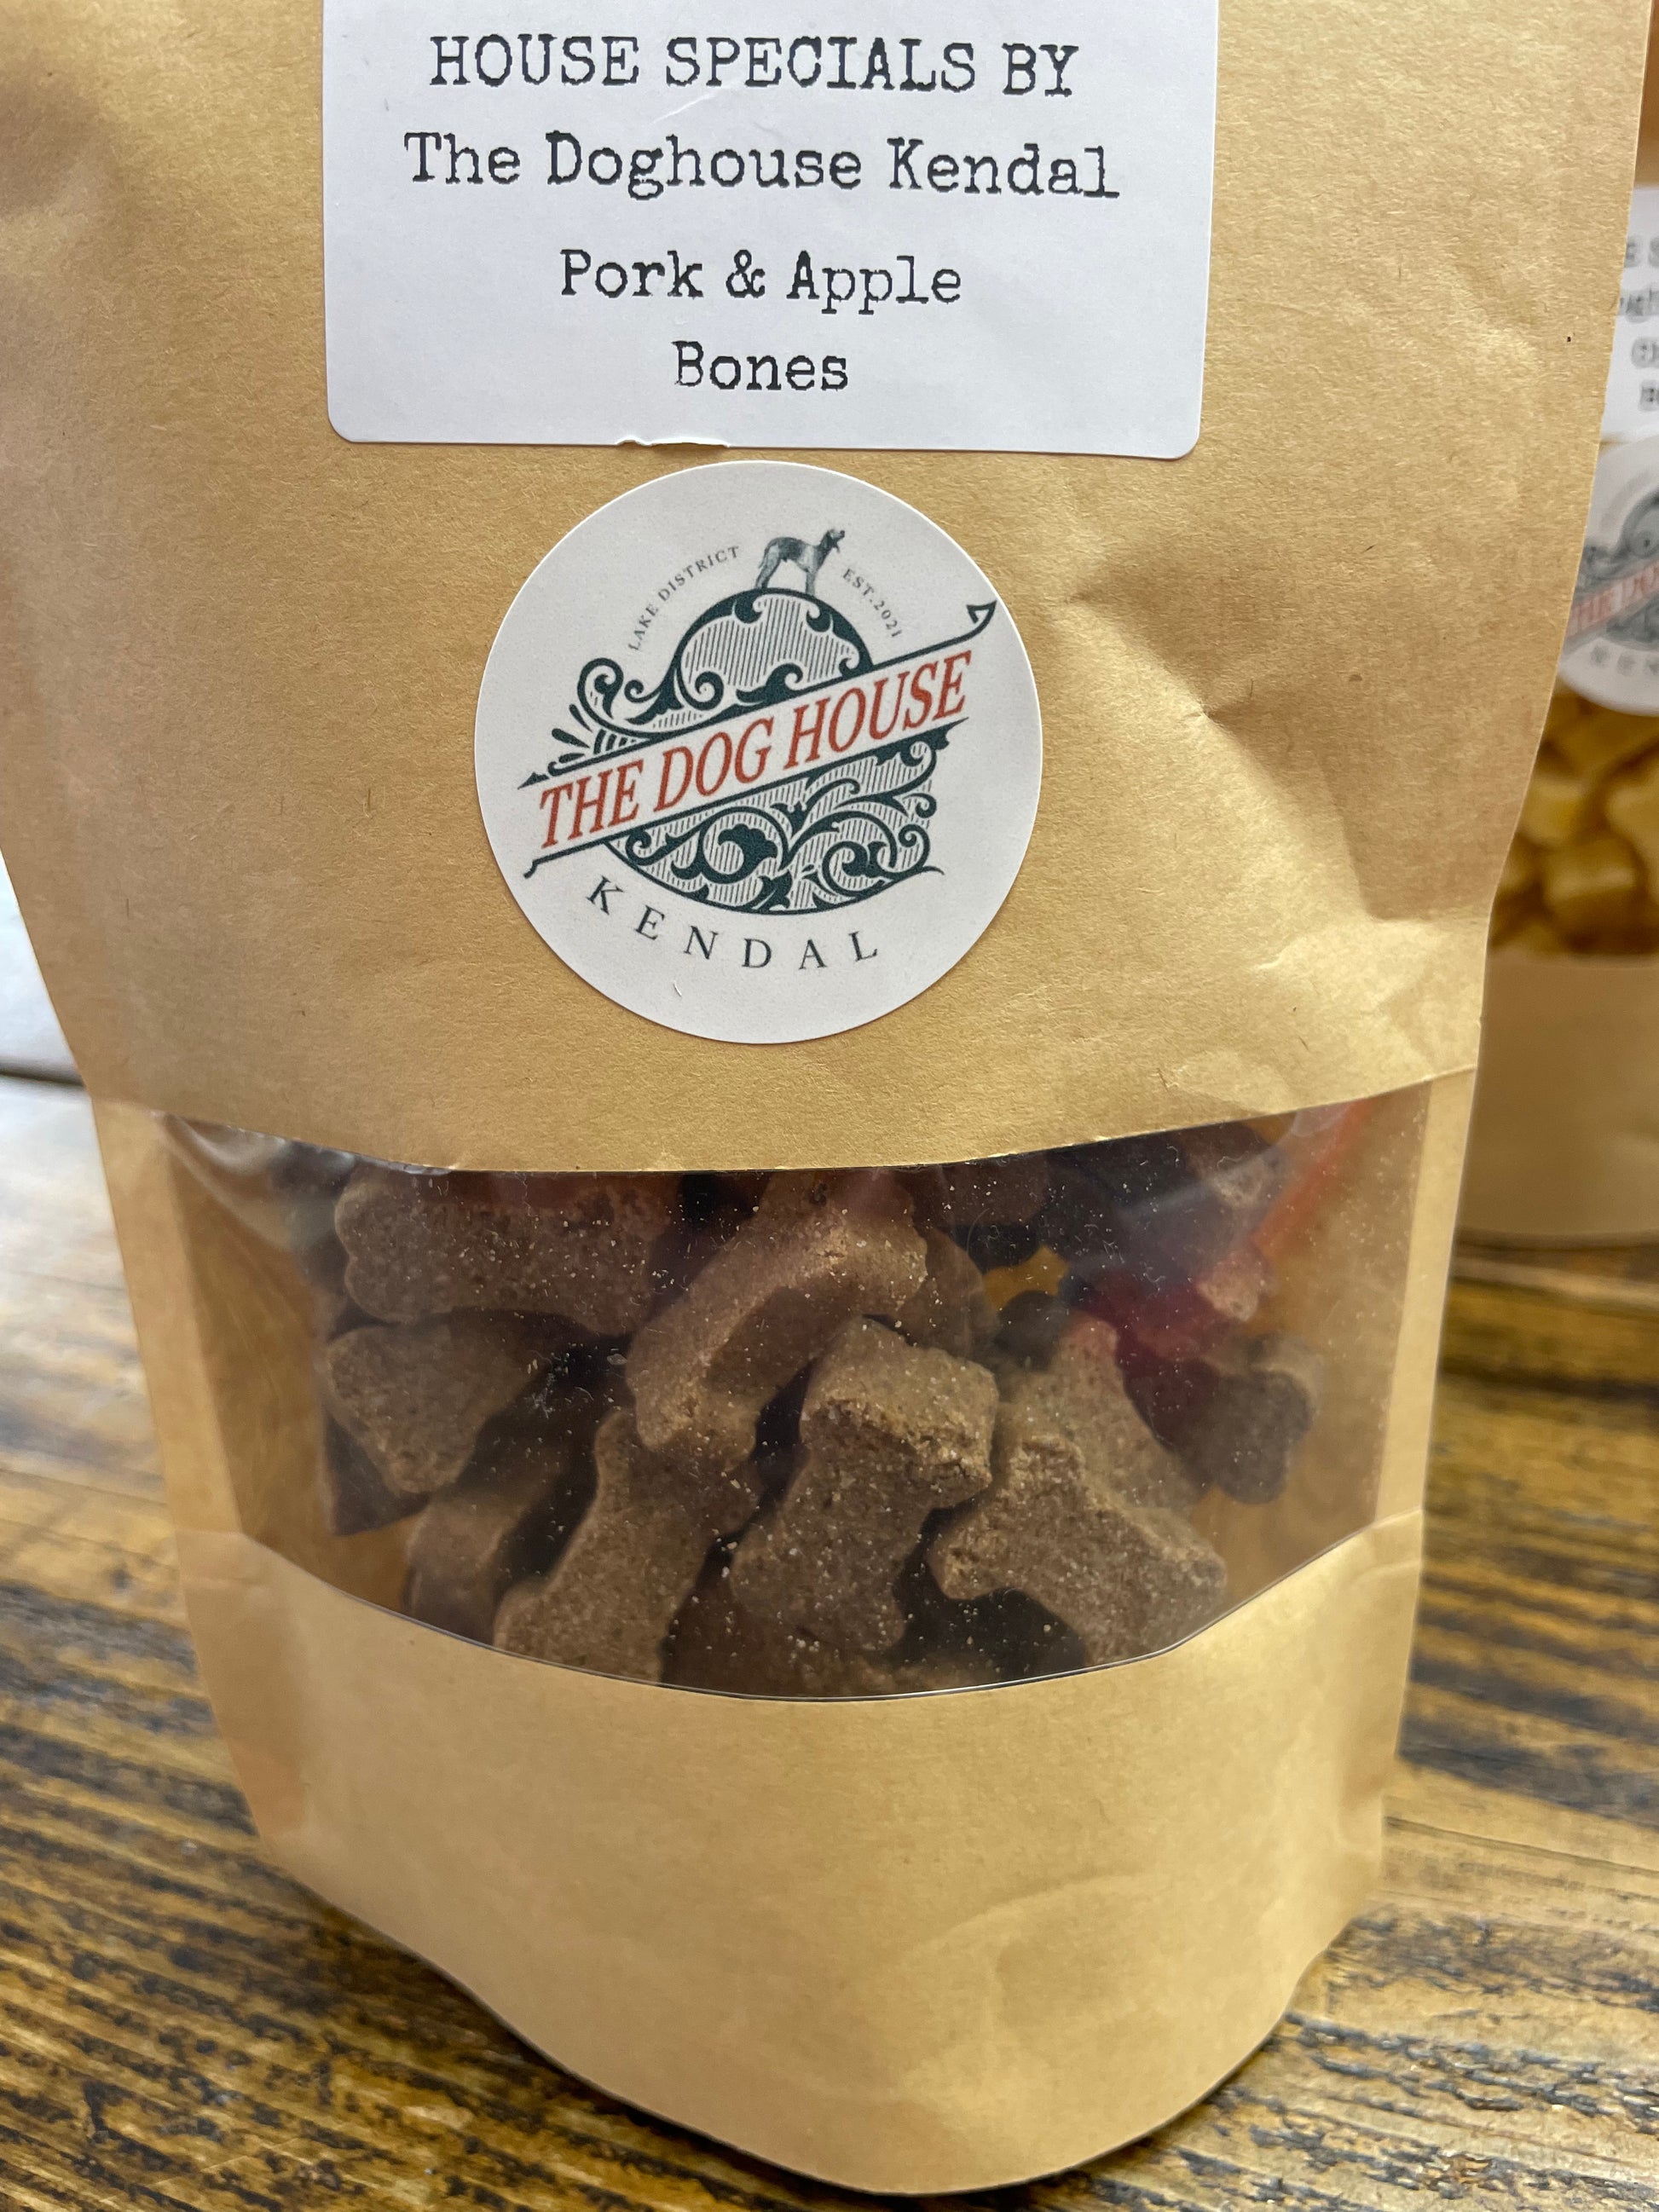 HOUSE SPECIALS BY
The Doghouse Kendal
Pork & Apple
Bones
LAKE DISTRICT
EST.2021
THE DOG HOUSE
KENDAL